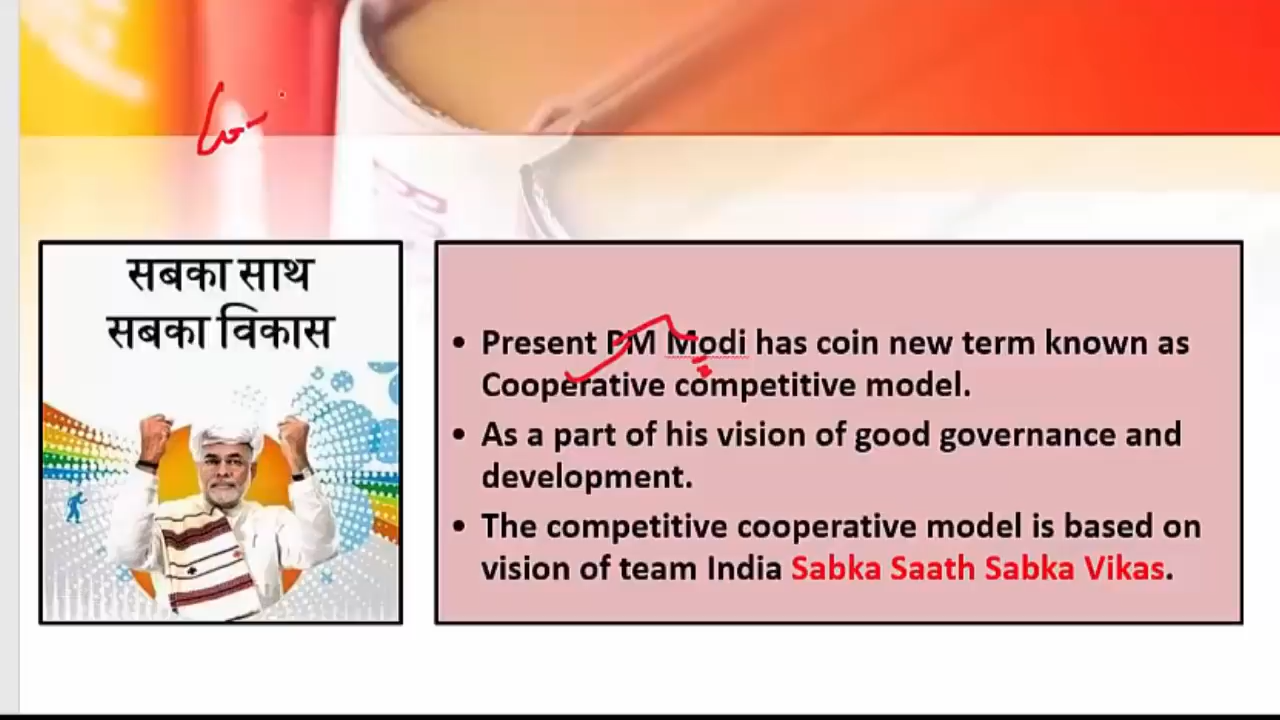 सबका साथ
सबका विकास
• Present PM Modi has coin new term known as
Cooperative competitive model.
• As a part of his vision of good governance and
development.
• The competitive cooperative model is based on
vision of team India Sabka Saath Sabka Vikas.